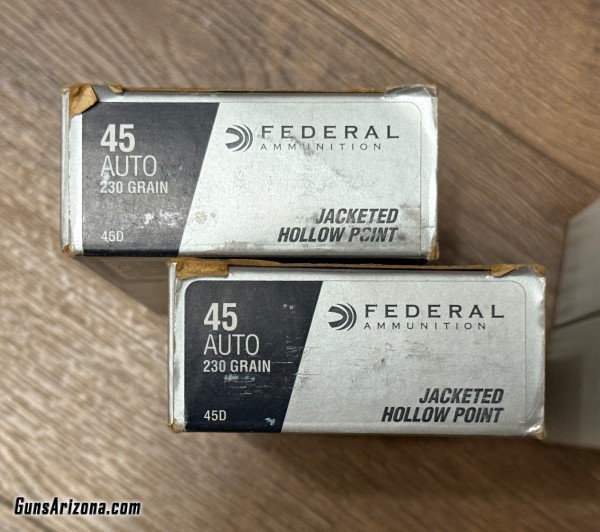 45
AUTO
230 GRAIN
45D
FEDERAL
AMMUNITION
JACKETED
HOLLOW POINT
45
AUTO
230 GRAIN
45D
FEDERAL
AMMUNITION
JACKETED
HOLLOW POINT
GunsArizona.com